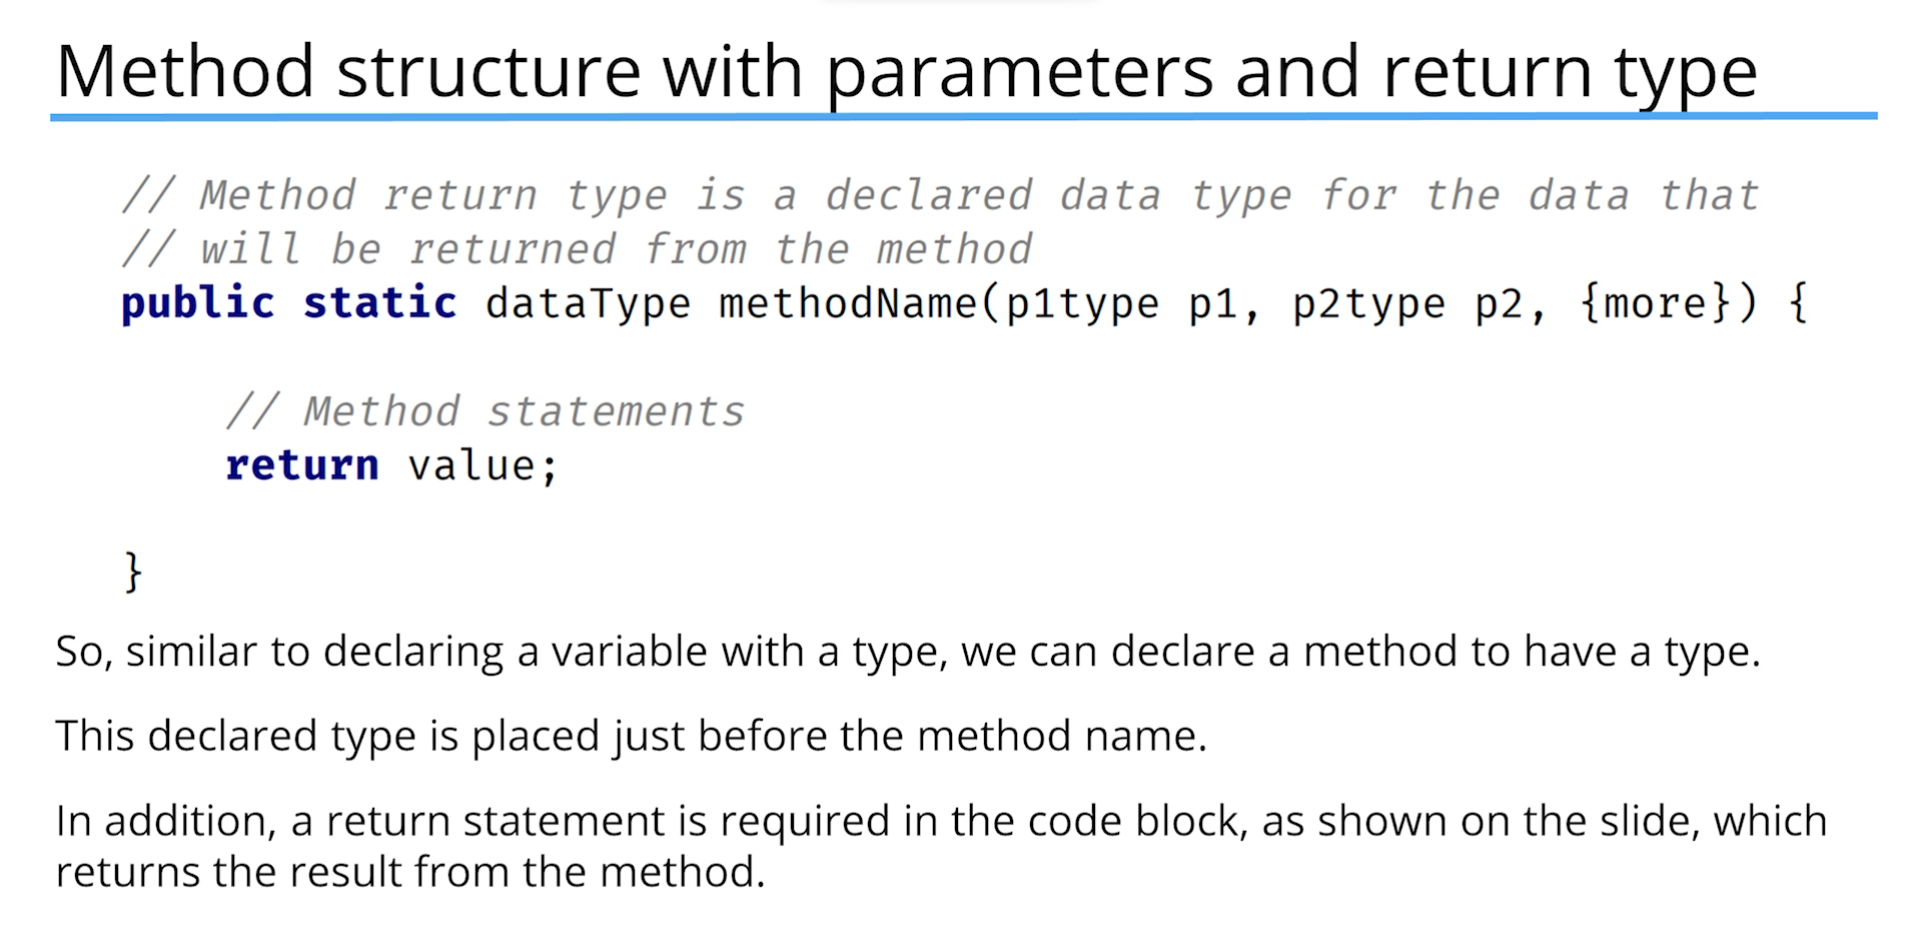 Method structure with parameters and return type
// Method return type is a declared data type for the data that
// will be returned from the method
public static dataType methodName(p1type p1, p2type p2, {more}) {
// Method statements
return value;
}
So, similar to declaring a variable with a type, we can declare a method to have a type.
This declared type is placed just before the method name.
In addition, a return statement is required in the code block, as shown on the slide, which
returns the result from the method.